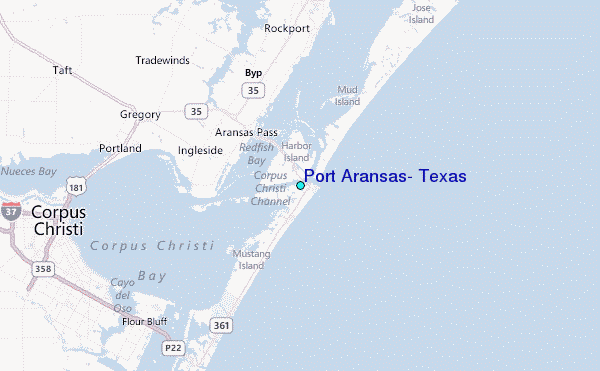 Jose
Island
Rockport
Tradewinds
Taft
Byp
35
Mud
Island
35
Gregory
Aransas Pass
Harbor
Island
Redfish
Bay
Portland
Ingleside
Nueces Bay
Corpus
Christi
Channel
Port Aransas, Texas
181
37
Corpus
Christi
Corpus Christi
Bay
358
Mustang
Island
Cayo
del
Oso
Flour Bluff
361
P22